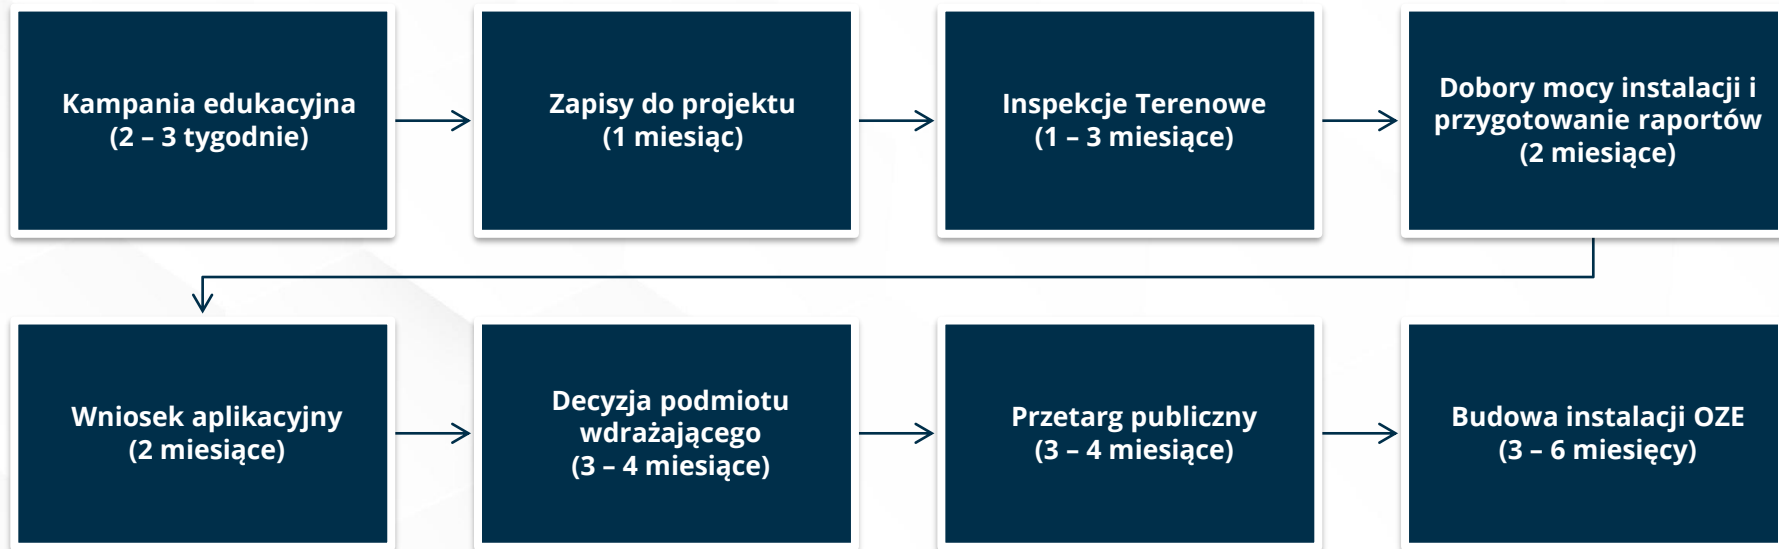 Kampania edukacyjna
(2 – 3 tygodnie)
Zapisy do projektu
(1 miesiąc)
Inspekcje Terenowe
(1 – 3 miesiące)
Dobory mocy instalacji i
przygotowanie raportów
(2 miesiące)
Wniosek aplikacyjny
(2 miesiące)
Decyzja podmiotu
wdrażającego
(3 – 4 miesiące)
Przetarg publiczny
(3 – 4 miesiące)
Budowa instalacji OZE
(3 – 6 miesięcy)